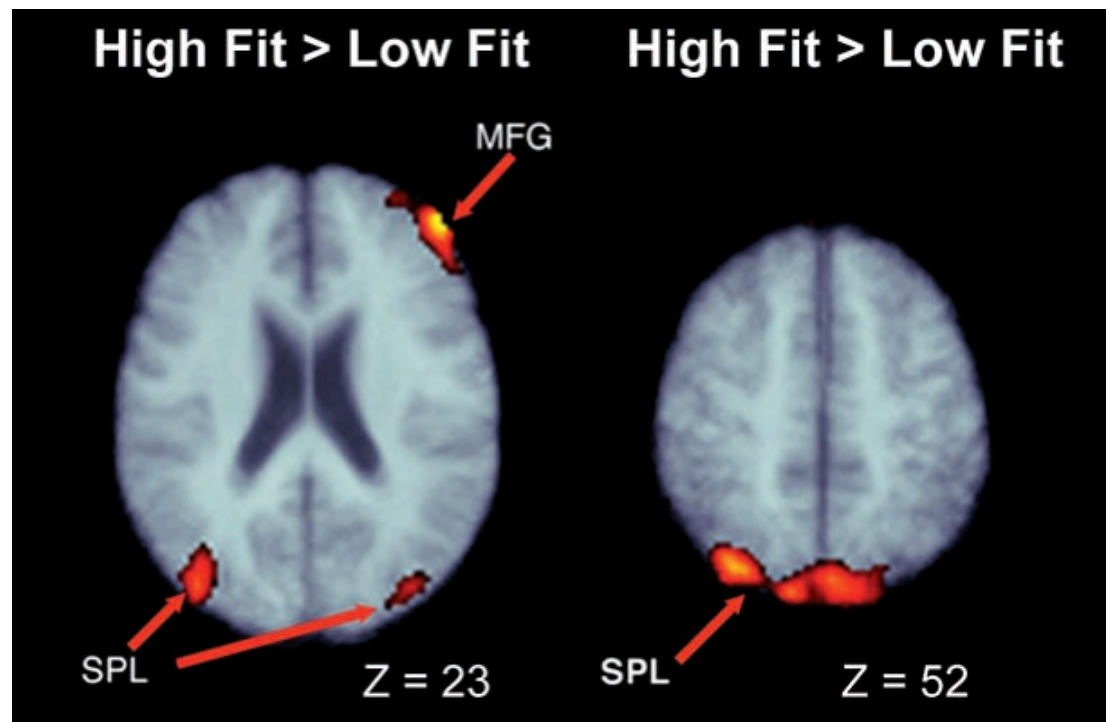 High Fit > Low Fit
High Fit > Low Fit
MFG
SPL
Z = 23
SPL
Z = 52